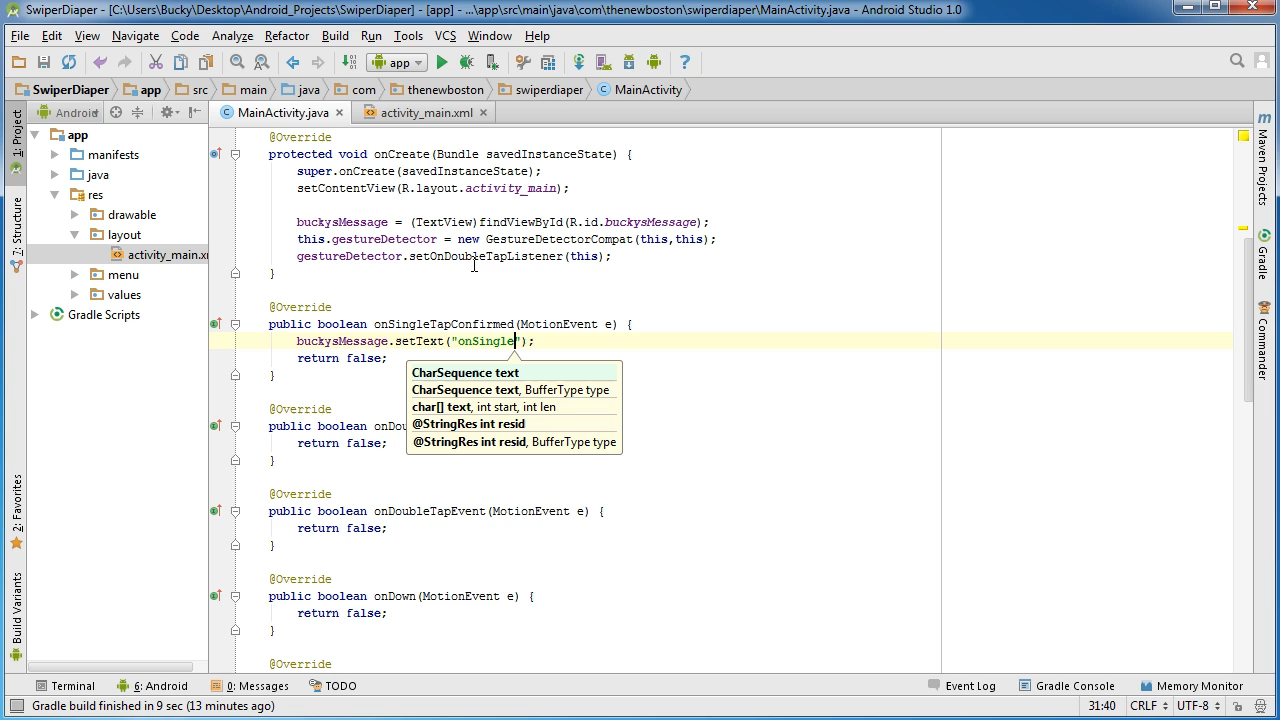 SwiperDiaper - [C:\Users\Bucky\Desktop\Android_Projects\SwiperDiaper] - [app] - ...\app\src\main\java\com\thenewboston\swiperdiaper\MainActivity.java - Android Studio 1.0
File Edit View Navigate Code Analyze Refactor Build Run Tools VCS Window Help
app
SwiperDiaper app src main java com thenewboston swiperdiaper MainActivity
Android
MainActivity.java
activity_main.xml
1: Project
7: Structure
2: Favorites
Build Variants
app
manifests
java
res
drawable
layout
activity_main.x
menu
values
Gradle Scripts
@Override
protected void onCreate(Bundle savedInstanceState) {
super.onCreate(savedInstanceState);
setContentView(R.layout.activity_main);
buckysMessage = (TextView)findViewById(R.id.buckysMessage);
this.gestureDetector = new GestureDetectorCompat(this,this);
gestureDetector.setOnDoubleTapListener(this);
}
@Override
public boolean onSingleTapConfirmed(MotionEvent e) {
buckysMessage.setText("onSingle");
return false;
}
CharSequence text
CharSequence text, BufferType type
char[] text, int start, int len
@StringRes int resid
@StringRes int resid, BufferType type
@Override
public boolean onDou
return false;
}
@Override
public boolean onDoubleTapEvent(MotionEvent e) {
return false;
}
@Override
public boolean onDown(MotionEvent e) {
return false;
}
@Override
m Maven Projects
Gradle
Commander
Terminal 6: Android 0: Messages TODO Event Log Gradle Console Memory Monitor
Gradle build finished in 9 sec (13 minutes ago) 31:40 CRLF UTF-8